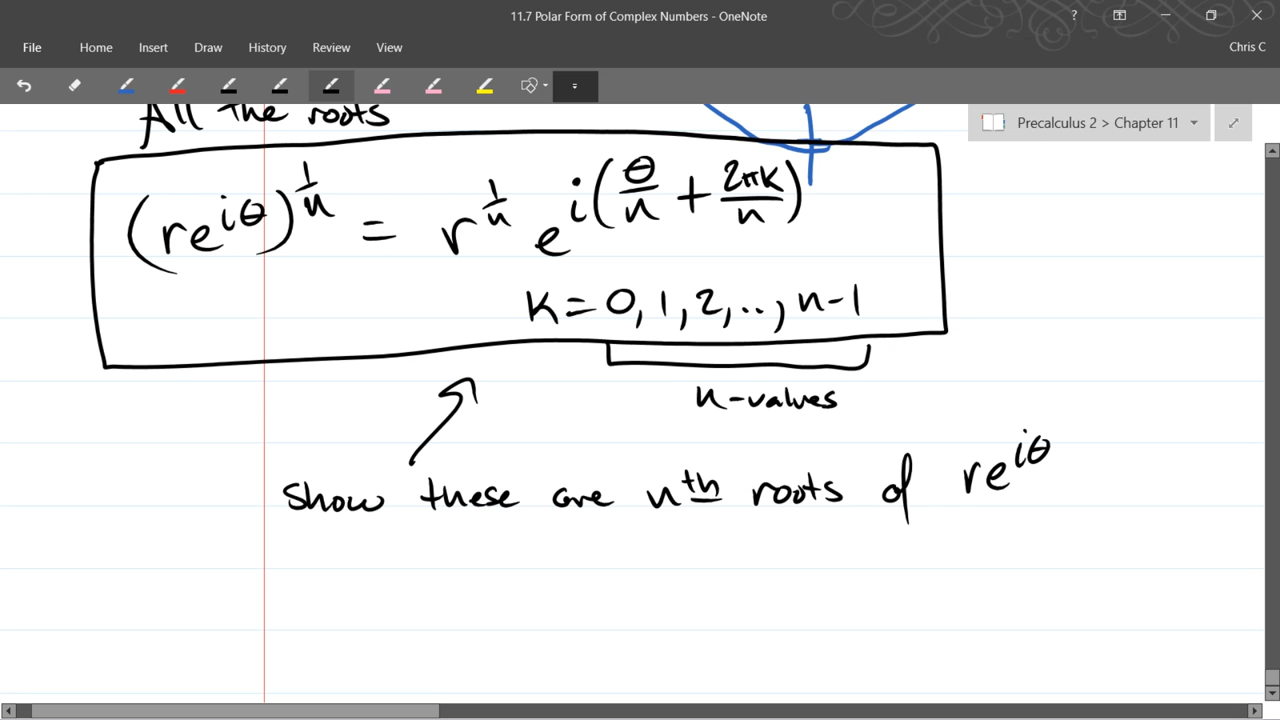 11.7 Polar Form of Complex Numbers - OneNote
?
File Home Insert Draw History Review View
Chris C
Precalculus 2 > Chapter 11
All the roots
(re^{iθ})^{1/n} = r^{1/n} e^{i(θ/n + 2πk/n)}
k = 0, 1, 2, .., n-1
n-values
show these are n^{th} roots of re^{iθ}